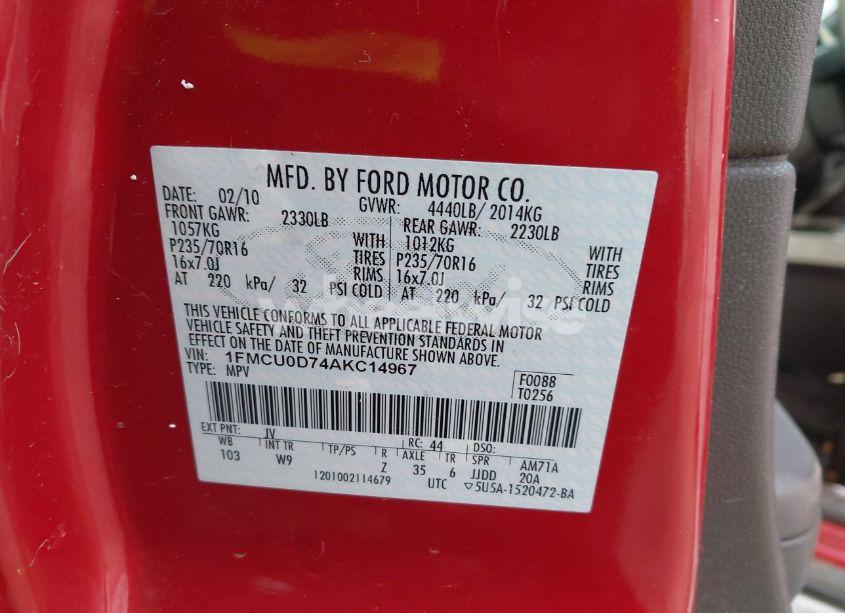 MFD. BY FORD MOTOR CO.
DATE: 02/10 GVWR: 4440LB/ 2014KG
FRONT GAWR: 2330LB REAR GAWR: 2230LB
1057KG WITH 1012KG WITH
P235/70R16 TIRES P235/70R16 TIRES
16x7.0J RIMS 16x7.0J RIMS
AT 220 kPa/ 32 PSI COLD AT 220 kPa/ 32 PSI COLD
THIS VEHICLE CONFORMS TO ALL APPLICABLE FEDERAL MOTOR
VEHICLE SAFETY AND THEFT PREVENTION STANDARDS IN
EFFECT ON THE DATE OF MANUFACTURE SHOWN ABOVE.
VIN: 1FMCU0D74AKC14967
TYPE: MPV
F0088
T0256
EXT PNT: JV RC: 44 DSO:
WB INT TR TP/PS R AXLE TR SPR AM71A
103 W9 Z 35 6 JJDD 20A
1201002114679 UTC ▽5U5A-1520472-BA